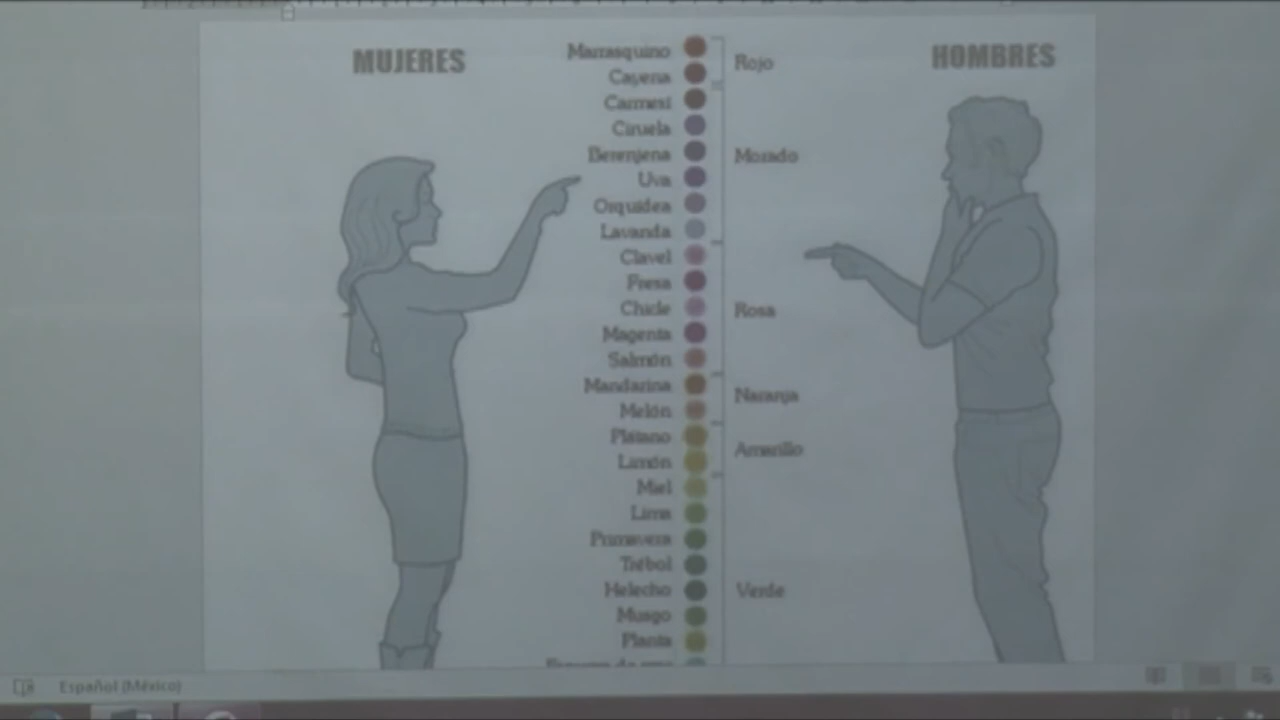 MUJERES
HOMBRES
Marrasquino
Cayena
Rojo
Carmesí
Ciruela
Berenjena
Morado
Uva
Orquídea
Lavanda
Clavel
Fresa
Chicle
Rosa
Magenta
Salmón
Mandarina
Naranja
Melón
Plátano
Amarillo
Limón
Miel
Lima
Primavera
Trébol
Helecho
Verde
Musgo
Planta
Español (México)